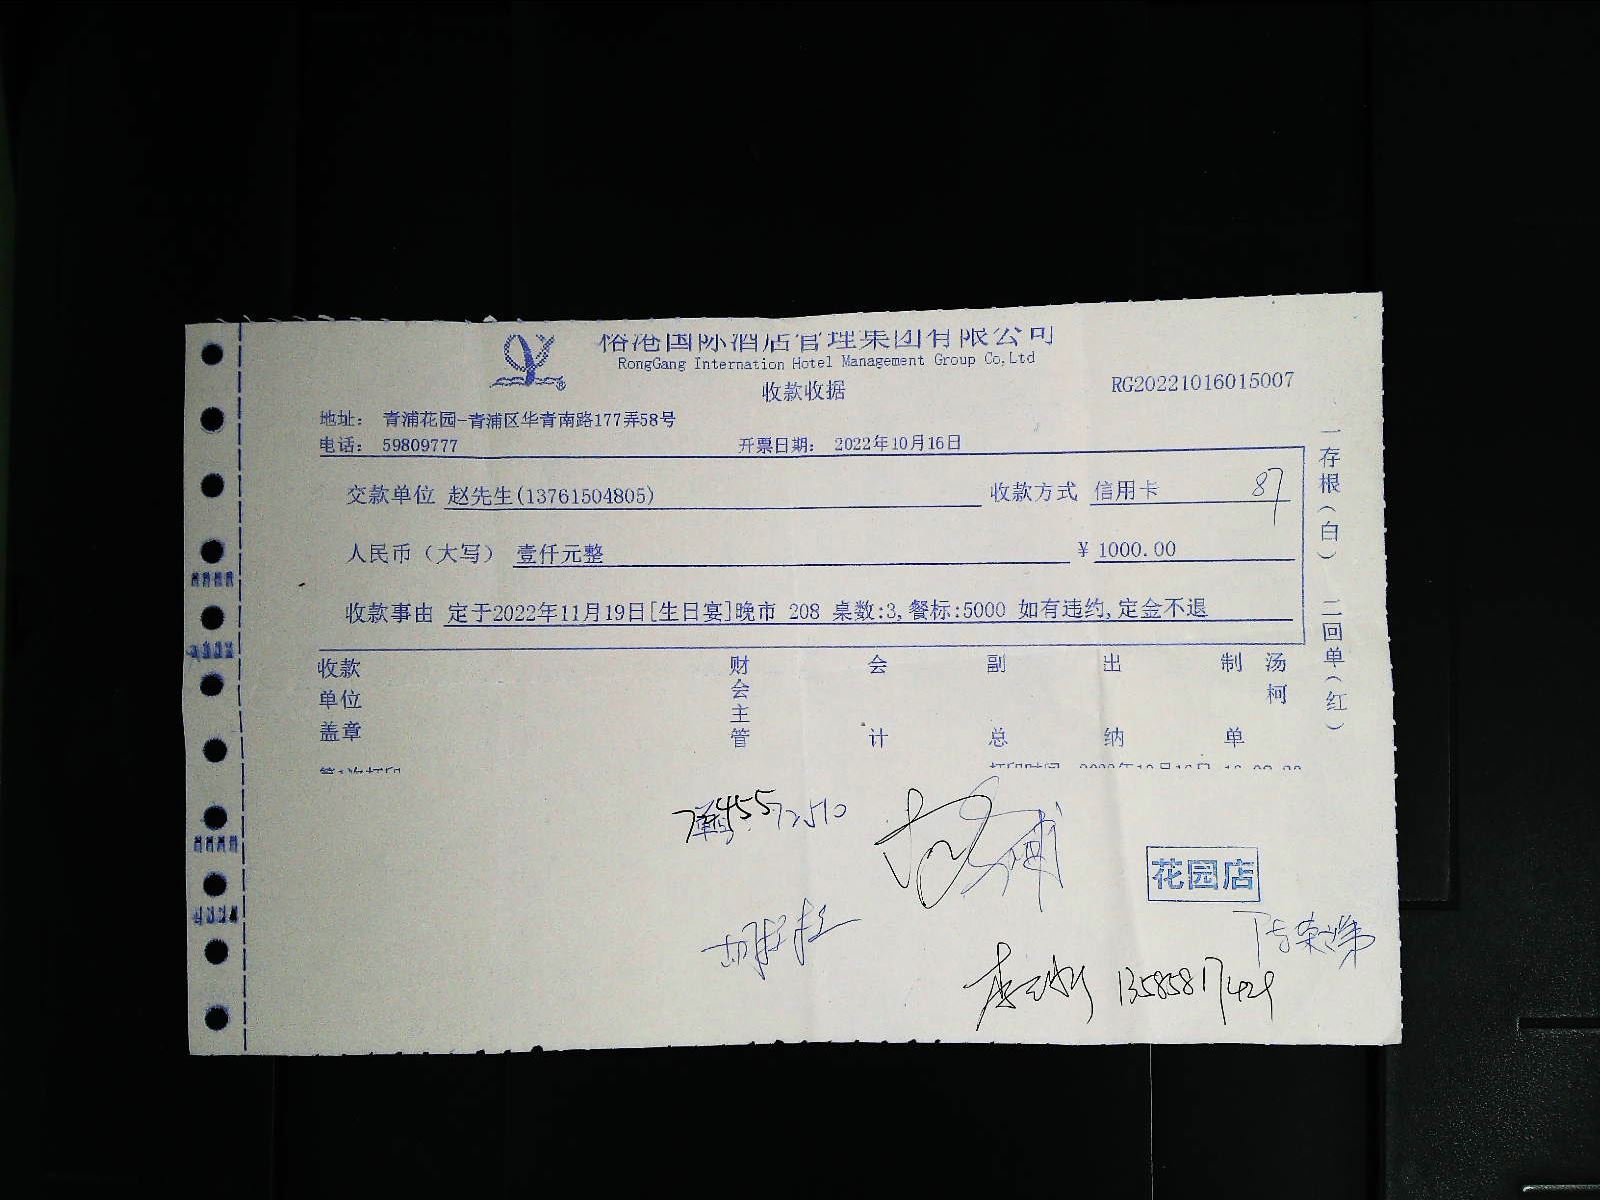 国际酒店管理集团有限公司
RongGang Internation Hotel Management Group Co,Ltd
收款收据
RG20221016015007
地址： 青浦花园-青浦区华青南路177弄58号
电话： 59809777 开票日期： 2022年10月16日
交款单位 赵先生(13761504805) 收款方式 信用卡 87
人民币（大写） 壹仟元整 ¥ 1000.00
收款事由 定于2022年11月19日[生日宴]晚市 208 桌数:3,餐标:5000 如有违约,定金不退
收款单位盖章 财会主管 会计 副总 出纳 制单 汤柯
一存根（白） 二回单（红）
花园店
13585817429